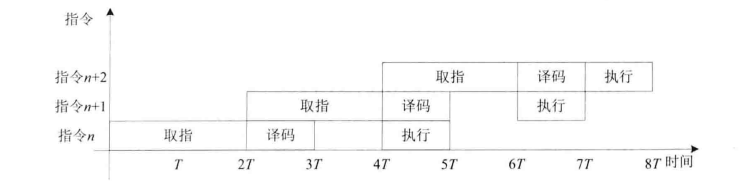 指令
指令n+2 取指 译码 执行
指令n+1 取指 译码 执行
指令n 取指 译码 执行
T 2T 3T 4T 5T 6T 7T 8T 时间